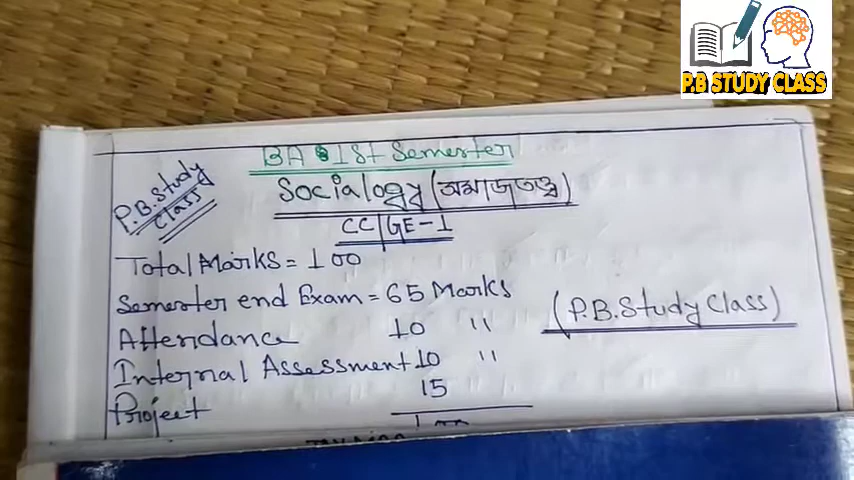 P.B STUDY CLASS
BA 1st Semester
P.B.Study
Class
Socialogy (সমাজতত্ত্ব)
CC/GE-1
Total Marks = 100
Semester end Exam = 65 Marks
(P.B.Study Class)
Attendance 10 "
Internal Assessment 10 "
Project 15